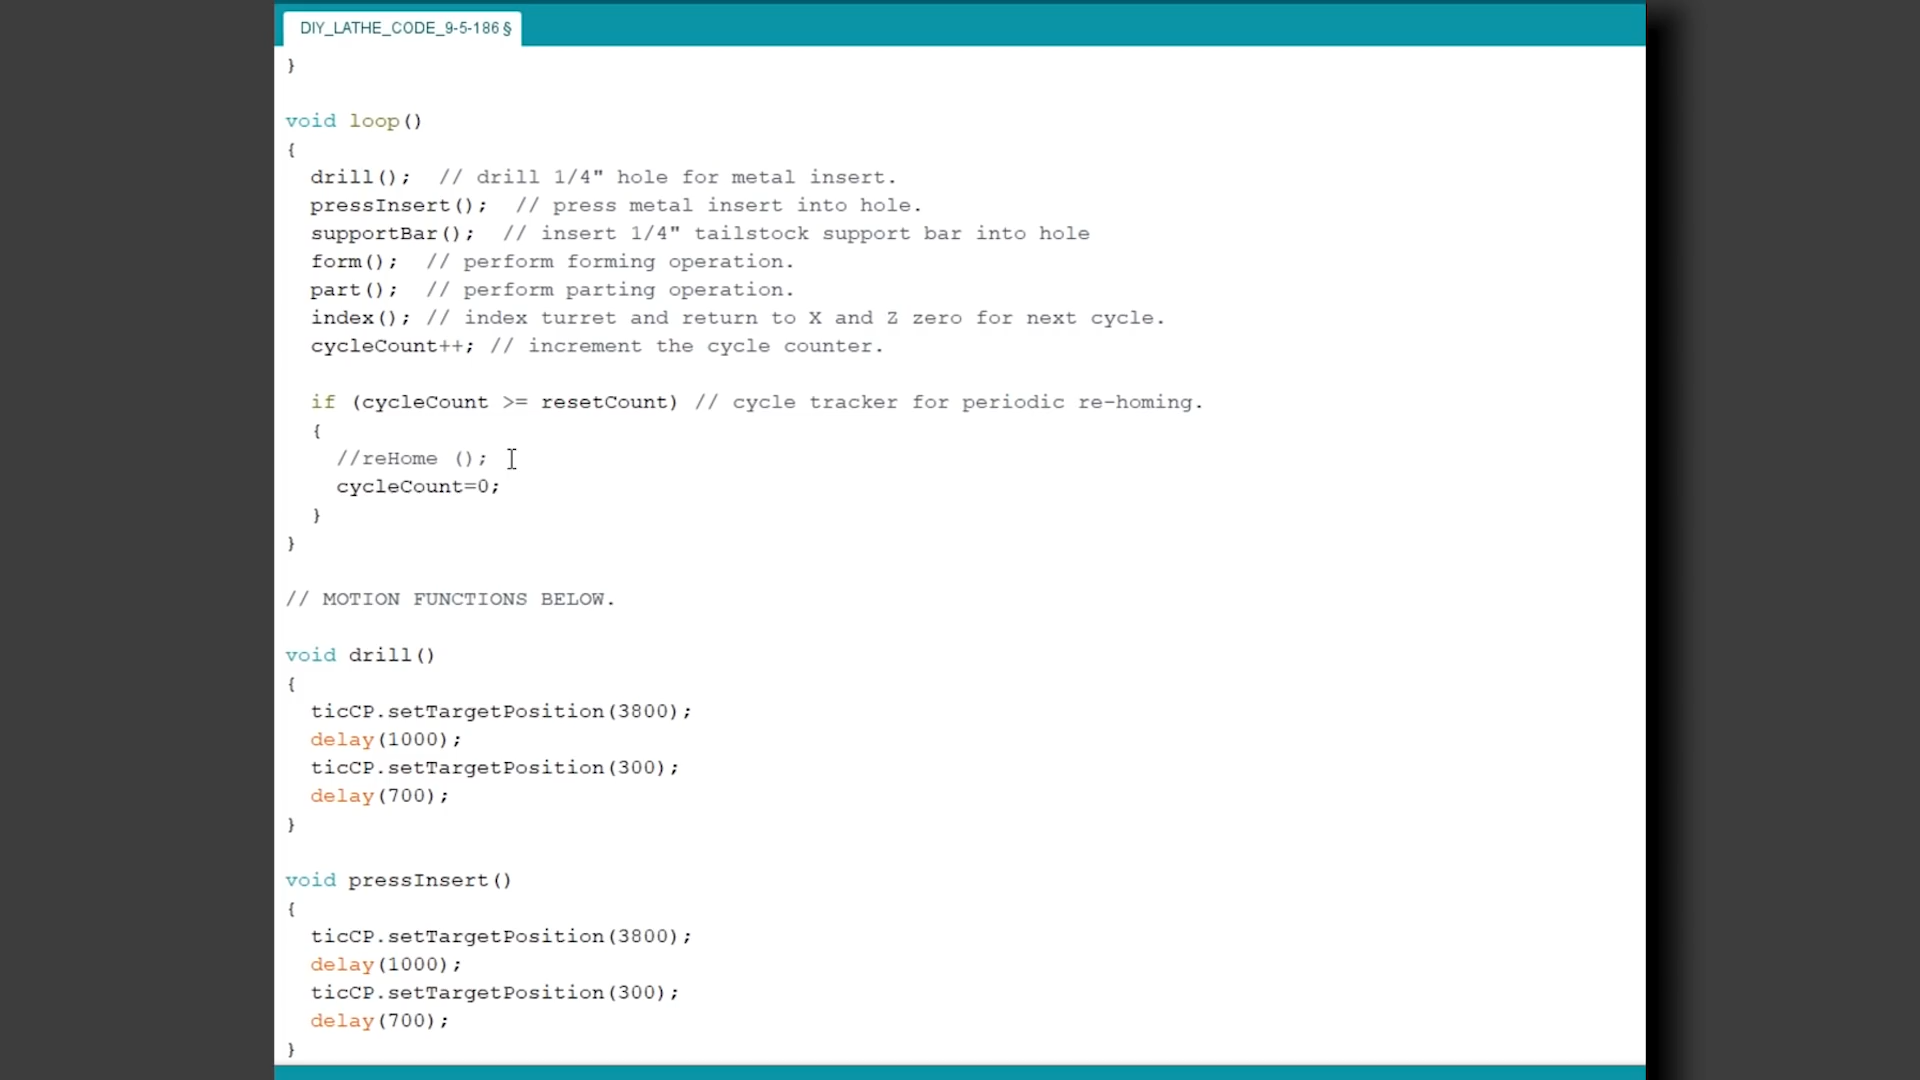 DIY_LATHE_CODE_9-5-186 §
}
void loop()
{
drill();  // drill 1/4" hole for metal insert.
pressInsert();  // press metal insert into hole.
supportBar();  // insert 1/4" tailstock support bar into hole
form();  // perform forming operation.
part();  // perform parting operation.
index(); // index turret and return to X and Z zero for next cycle.
cycleCount++; // increment the cycle counter.
if (cycleCount >= resetCount) // cycle tracker for periodic re-homing.
{
//reHome ();
cycleCount=0;
}
}
// MOTION FUNCTIONS BELOW.
void drill()
{
ticCP.setTargetPosition(3800);
delay(1000);
ticCP.setTargetPosition(300);
delay(700);
}
void pressInsert()
{
ticCP.setTargetPosition(3800);
delay(1000);
ticCP.setTargetPosition(300);
delay(700);
}